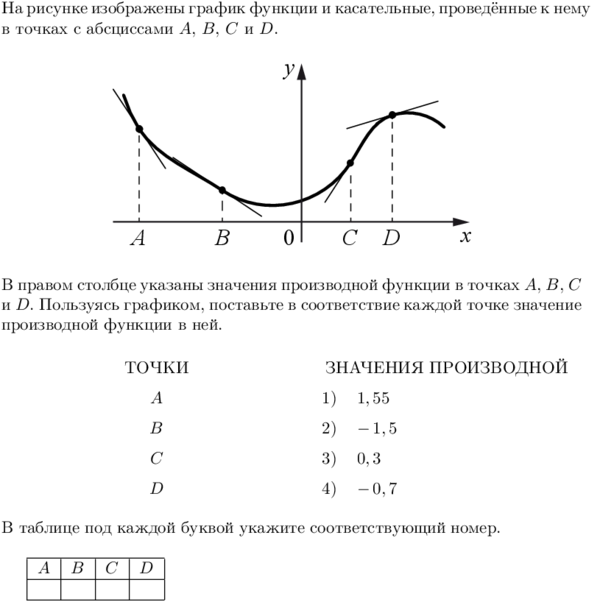 На рисунке изображены график функции и касательные, проведённые к нему
в точках с абсциссами A, B, C и D.
y
A B 0 C D x
В правом столбце указаны значения производной функции в точках A, B, C
и D. Пользуясь графиком, поставьте в соответствие каждой точке значение
производной функции в ней.
ТОЧКИ ЗНАЧЕНИЯ ПРОИЗВОДНОЙ
A 1) 1,55
B 2) −1,5
C 3) 0,3
D 4) −0,7
В таблице под каждой буквой укажите соответствующий номер.
A B C D